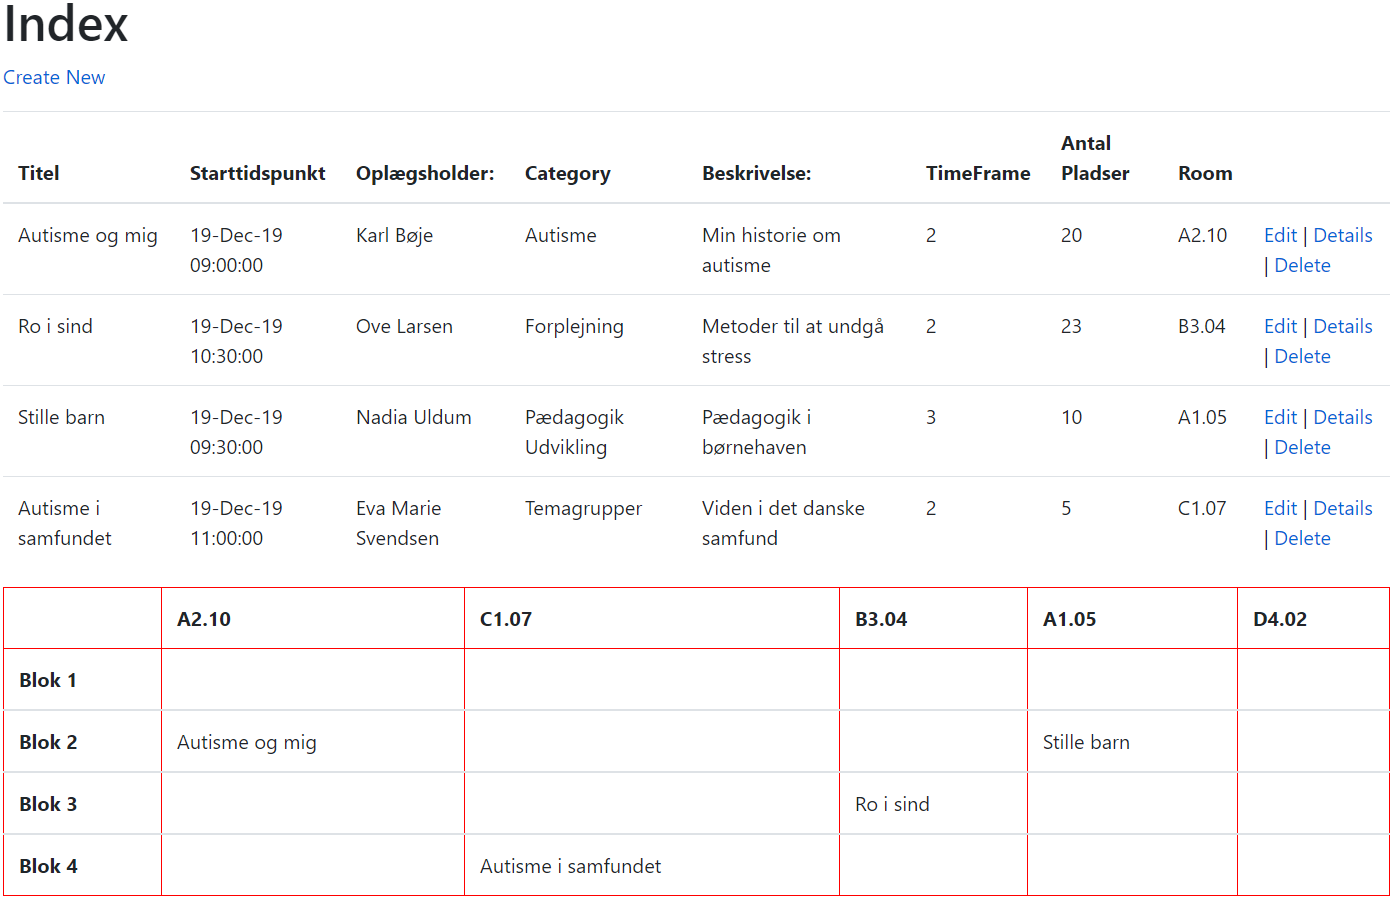 Index
Create New
Antal
Titel Starttidspunkt Oplægsholder: Category Beskrivelse: TimeFrame Pladser Room
Autisme og mig 19-Dec-19 Karl Bøje Autisme Min historie om 2 20 A2.10 Edit | Details
09:00:00 autisme | Delete
Ro i sind 19-Dec-19 Ove Larsen Forplejning Metoder til at undgå 2 23 B3.04 Edit | Details
10:30:00 stress | Delete
Stille barn 19-Dec-19 Nadia Uldum Pædagogik Pædagogik i 3 10 A1.05 Edit | Details
09:30:00 Udvikling børnehaven | Delete
Autisme i 19-Dec-19 Eva Marie Temagrupper Viden i det danske 2 5 C1.07 Edit | Details
samfundet 11:00:00 Svendsen samfund | Delete
A2.10 C1.07 B3.04 A1.05 D4.02
Blok 1
Blok 2 Autisme og mig Stille barn
Blok 3 Ro i sind
Blok 4 Autisme i samfundet